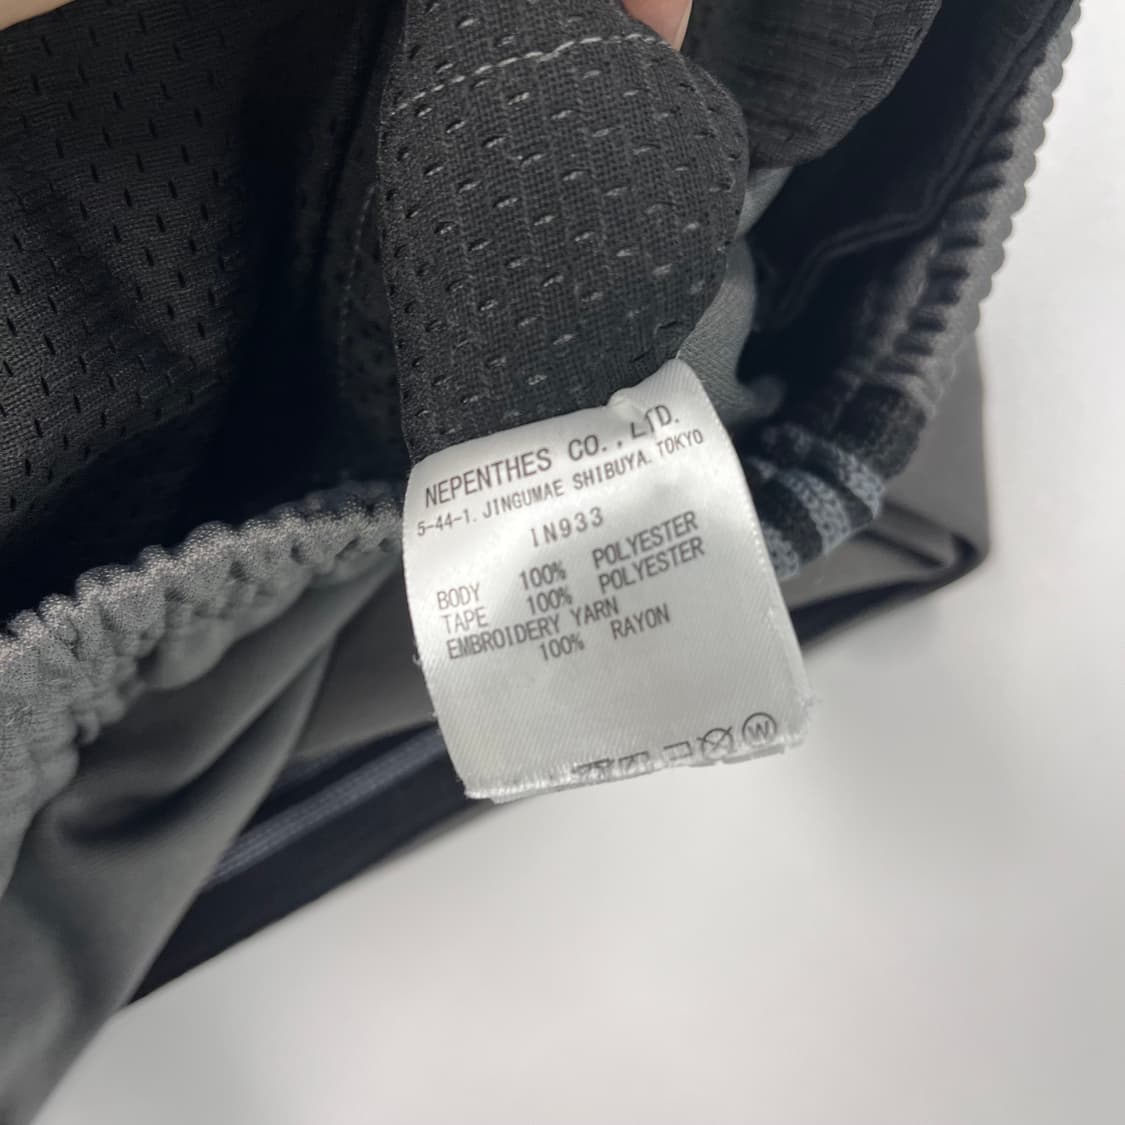 NEPENTHES CO., LTD.
5-44-1. JINGUMAE SHIBUYA. TOKYO
IN933
BODY 100% POLYESTER
TAPE 100% POLYESTER
EMBROIDERY YARN
100% RAYON
W